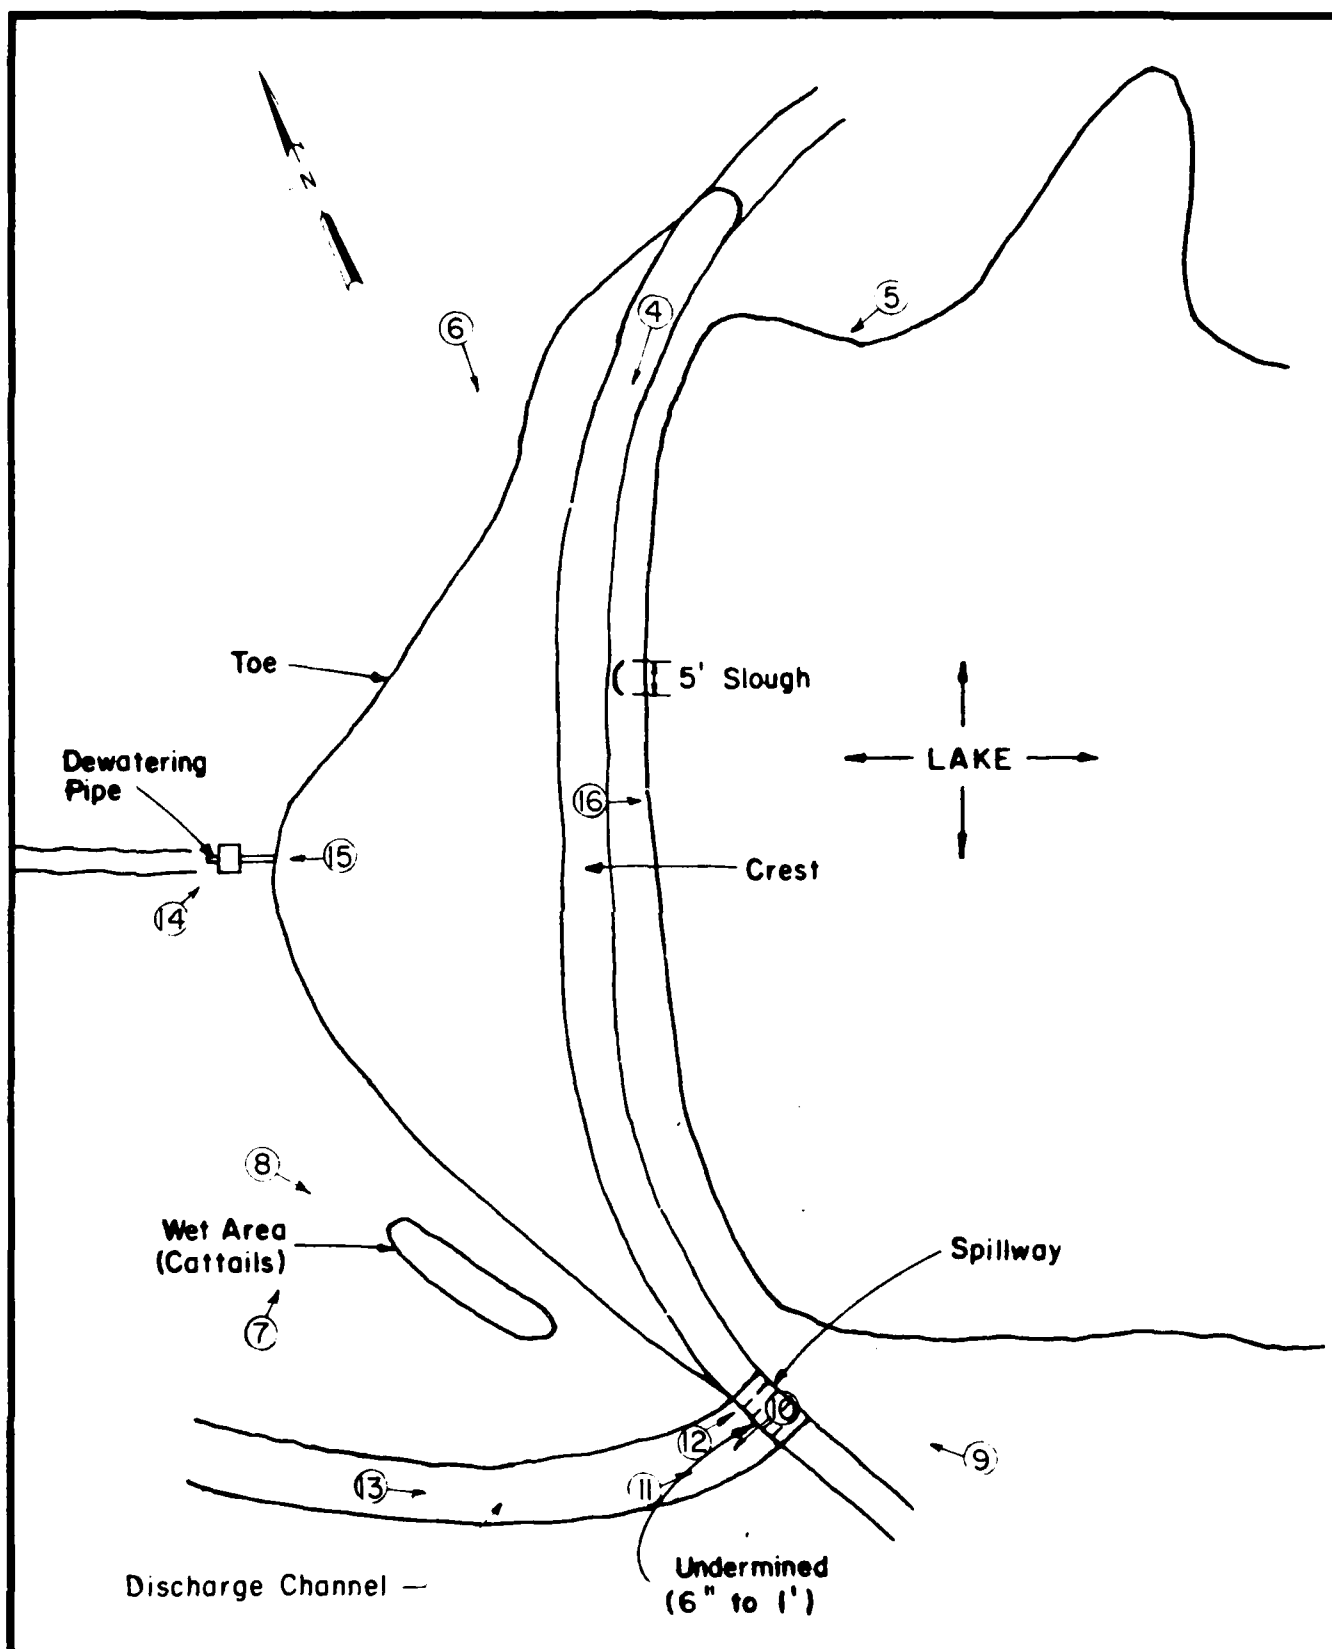 N
5
4
6
Toe
5' Slough
Dewatering
Pipe
LAKE
16
15
Crest
14
8
Wet Area
(Cattails)
Spillway
7
10
12
9
13
11
Undermined
(6" to 1')
Discharge Channel